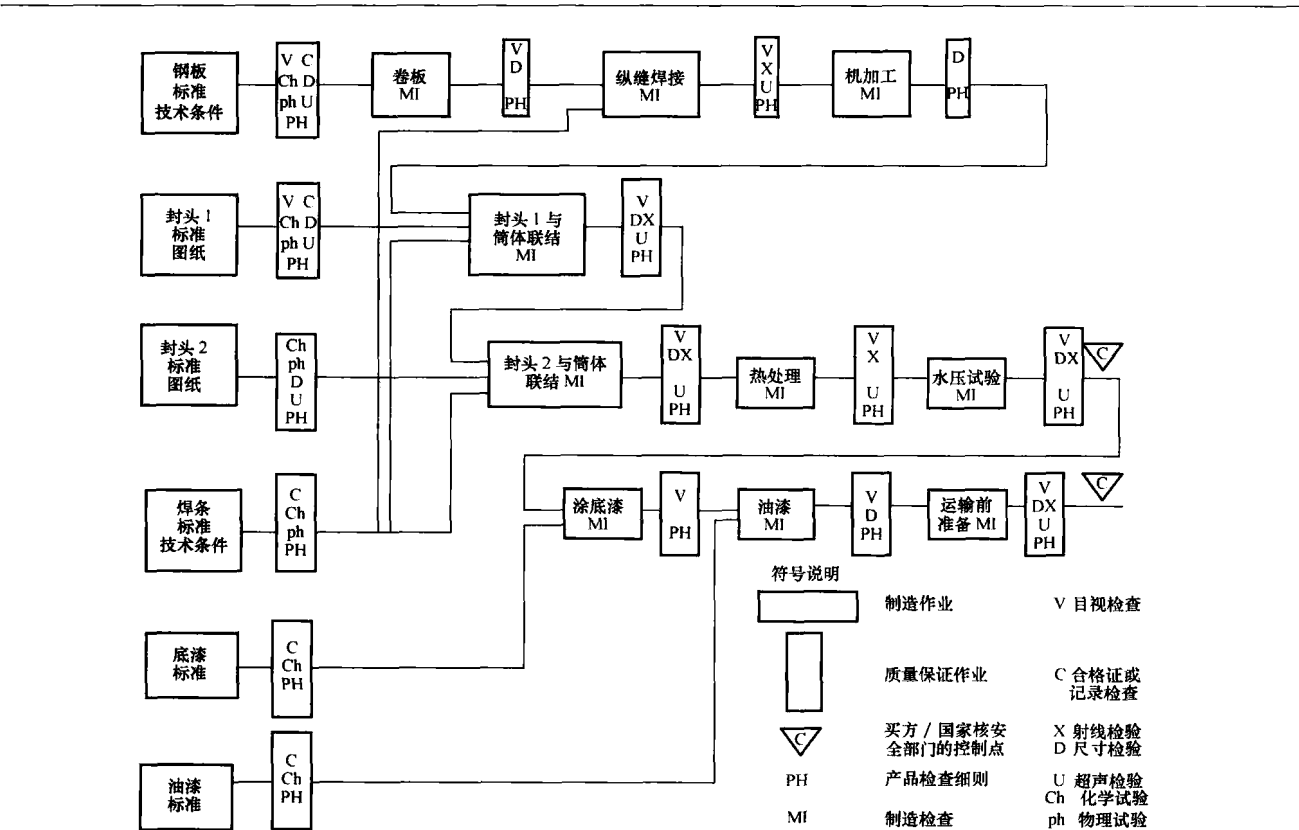 钢板
标准
技术条件
V C
Ch D
ph U
PH
卷板
MI
V
D
PH
纵缝焊接
MI
V
X
U
PH
机加工
MI
D
PH
封头1
标准
图纸
V C
Ch D
ph U
PH
封头1与
筒体联结
MI
V
DX
U
PH
封头2
标准
图纸
Ch
ph
D
U
PH
封头2与筒体
联结 MI
V
DX
U
PH
热处理
MI
V
X
U
PH
水压试验
MI
V
DX
U
PH
C
焊条
标准
技术条件
C
Ch
ph
PH
涂底漆
MI
V
PH
油漆
MI
V
D
PH
运输前
准备 MI
V
DX
U
PH
C
底漆
标准
C
Ch
PH
油漆
标准
C
Ch
PH
符号说明
制造作业
V 目视检查
质量保证作业
C 合格证或
记录检查
C
买方/国家核安
全部门的控制点
X 射线检验
D 尺寸检验
PH 产品检查细则
U 超声检验
Ch 化学试验
MI 制造检查
ph 物理试验